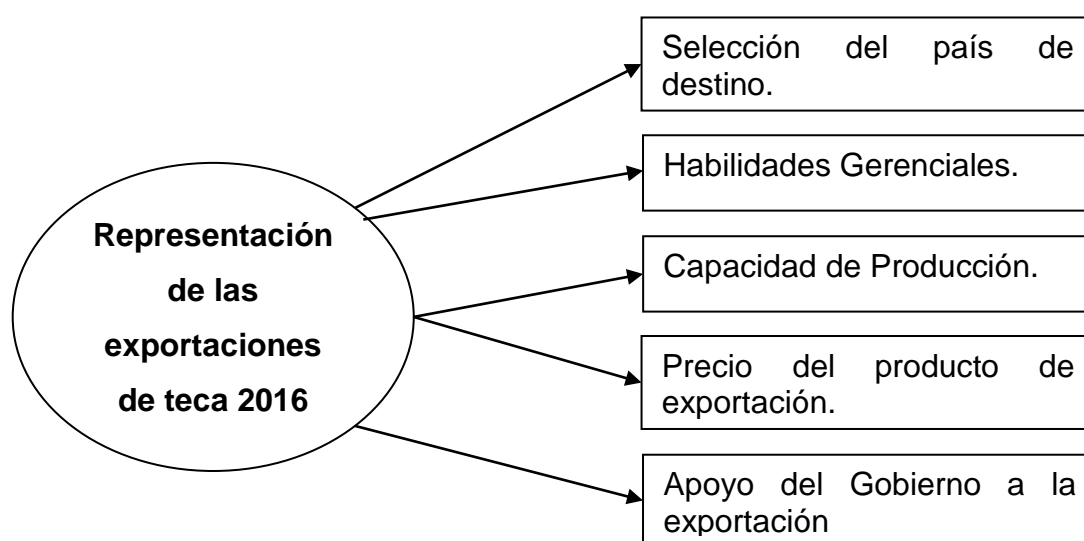 Selección del país de
destino.
Habilidades Gerenciales.
Representación
de las
exportaciones
de teca 2016
Capacidad de Producción.
Precio del producto de
exportación.
Apoyo del Gobierno a la
exportación